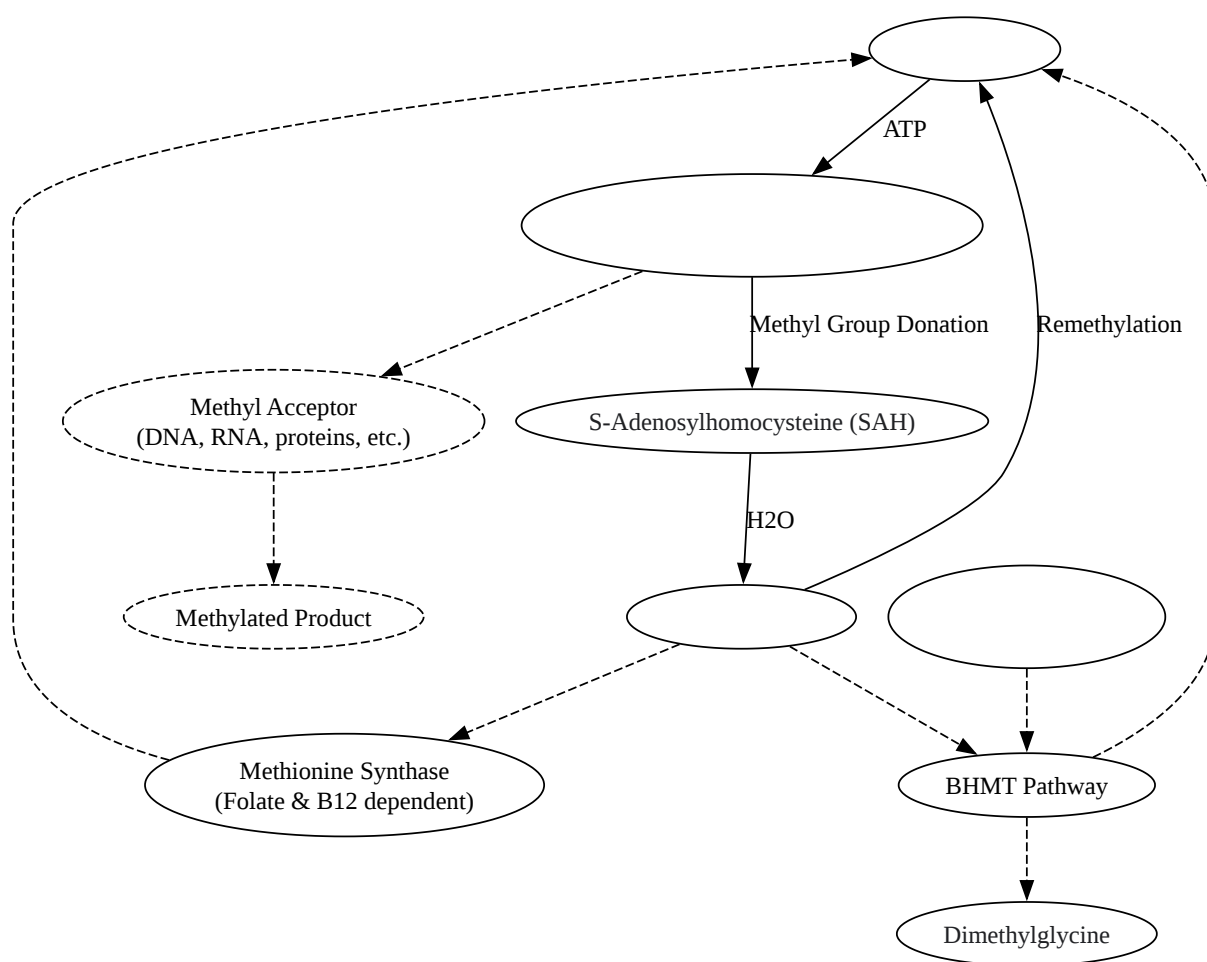 ATP
Methyl Group Donation
Remethylation
Methyl Acceptor
(DNA, RNA, proteins, etc.)
S-Adenosylhomocysteine (SAH)
H2O
Methylated Product
Methionine Synthase
(Folate & B12 dependent)
BHMT Pathway
Dimethylglycine